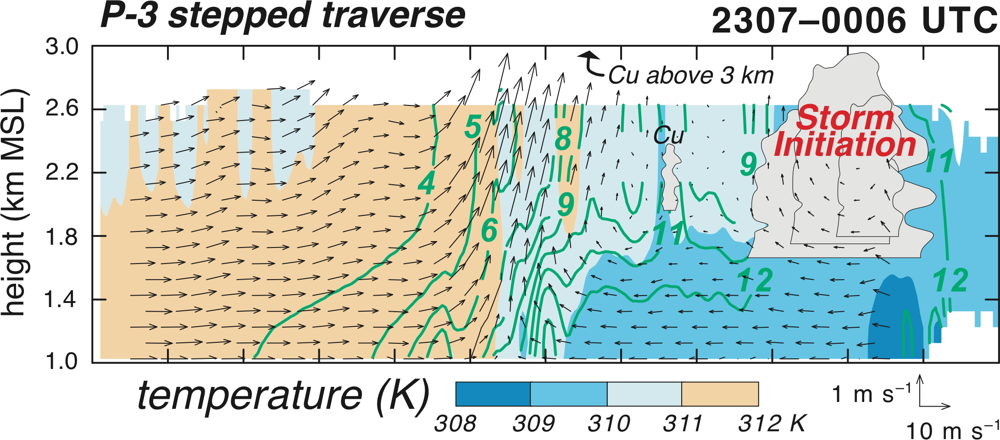 P-3 stepped traverse
2307–0006 UTC
3.0
2.6
2.2
1.8
1.4
1.0
height (km MSL)
Cu above 3 km
Cu
Storm
Initiation
4
5
6
8
9
9
11
11
12
12
temperature (K)
308
309
310
311
312 K
1 m s⁻¹
10 m s⁻¹